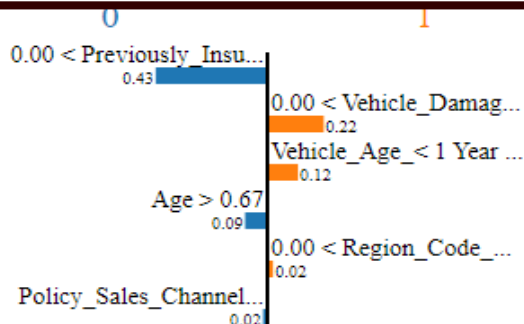 0 1
0.00 < Previously_Insu...
0.43
0.00 < Vehicle_Damag...
0.22
Vehicle_Age_< 1 Year ...
0.12
Age > 0.67
0.09
0.00 < Region_Code_...
0.02
Policy_Sales_Channel...
0.02